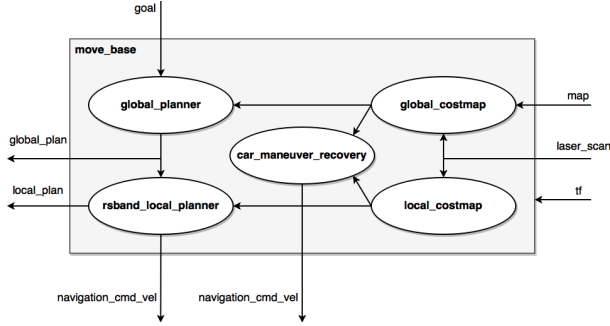 goal
move_base
global_planner
global_costmap
map
global_plan
car_maneuver_recovery
laser_scan
local_plan
rsband_local_planner
local_costmap
tf
navigation_cmd_vel
navigation_cmd_vel